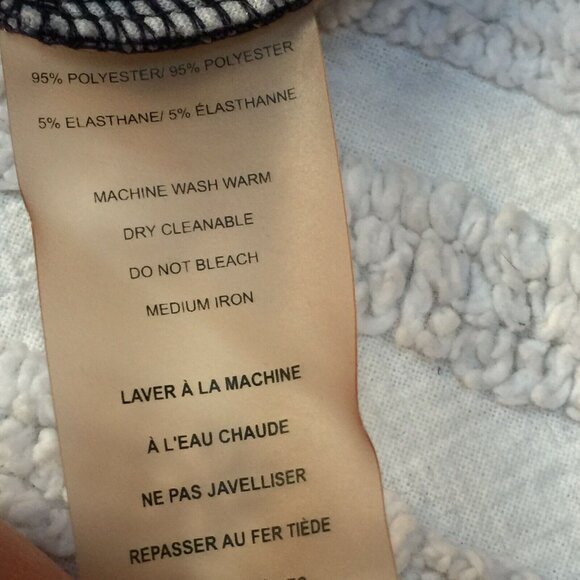 95% POLYESTER/ 95% POLYESTER
5% ELASTHANE/ 5% ÉLASTHANNE
MACHINE WASH WARM
DRY CLEANABLE
DO NOT BLEACH
MEDIUM IRON
LAVER À LA MACHINE
À L'EAU CHAUDE
NE PAS JAVELLISER
REPASSER AU FER TIÈDE